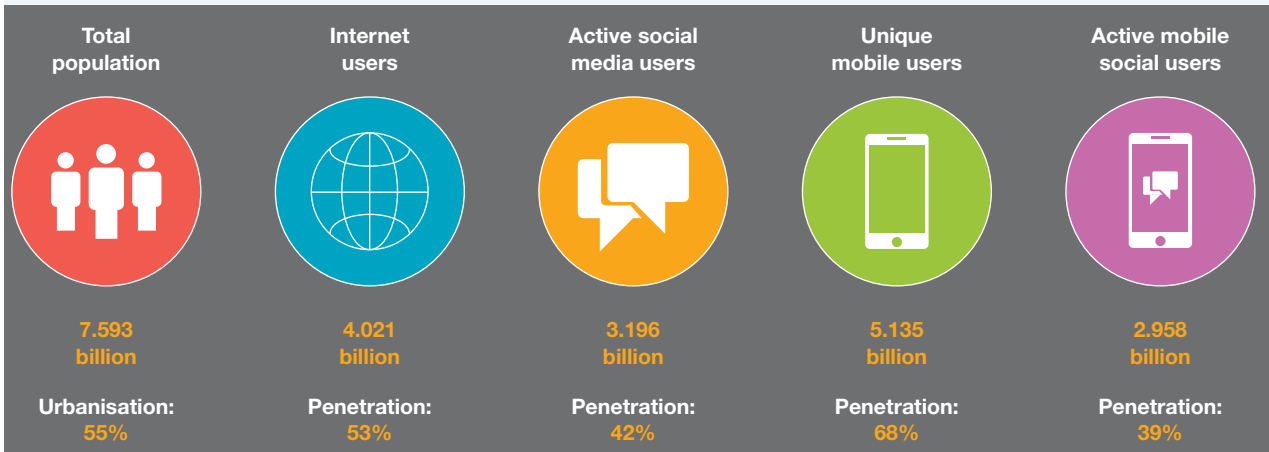 Total
population
Internet
users
Active social
media users
Unique
mobile users
Active mobile
social users
7.593
billion
4.021
billion
3.196
billion
5.135
billion
2.958
billion
Urbanisation:
55%
Penetration:
53%
Penetration:
42%
Penetration:
68%
Penetration:
39%